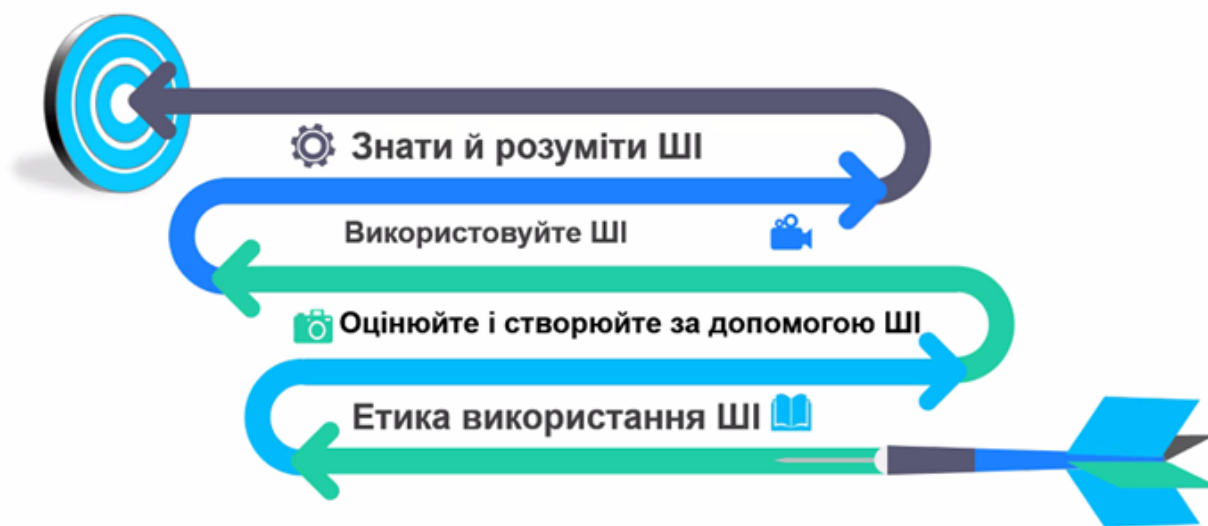 Знати й розуміти ШІ
Використовуйте ШІ
Оцінюйте і створюйте за допомогою ШІ
Етика використання ШІ